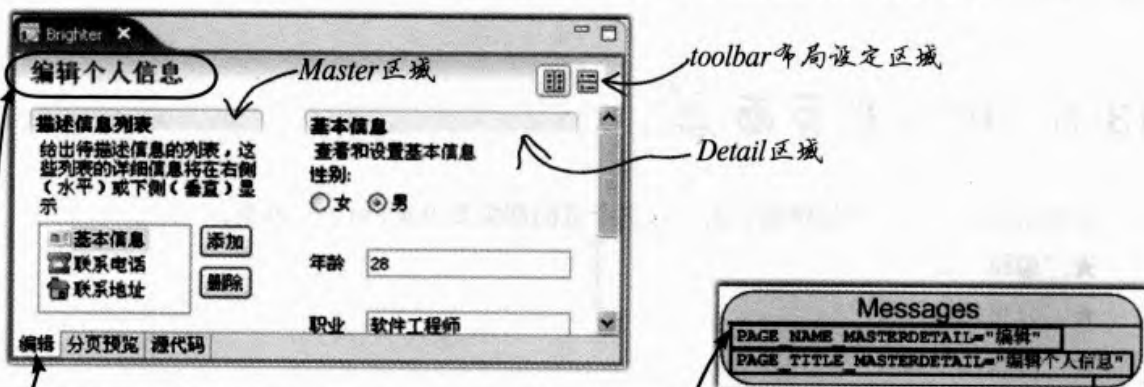 Brighter
编辑个人信息
Master区域
toolbar布局设定区域
描述信息列表
给出待描述信息的列表，这
些列表的详细信息将在右侧
（水平）或下侧（垂直）显
示
基本信息
联系电话
联系地址
添加
删除
基本信息
查看和设置基本信息
性别:
女 男
年龄 28
职业 软件工程师
Detail区域
编辑 分页预览 源代码
Messages
PAGE_NAME_MASTERDETAIL="编辑"
PAGE_TITLE_MASTERDETAIL="编辑个人信息"